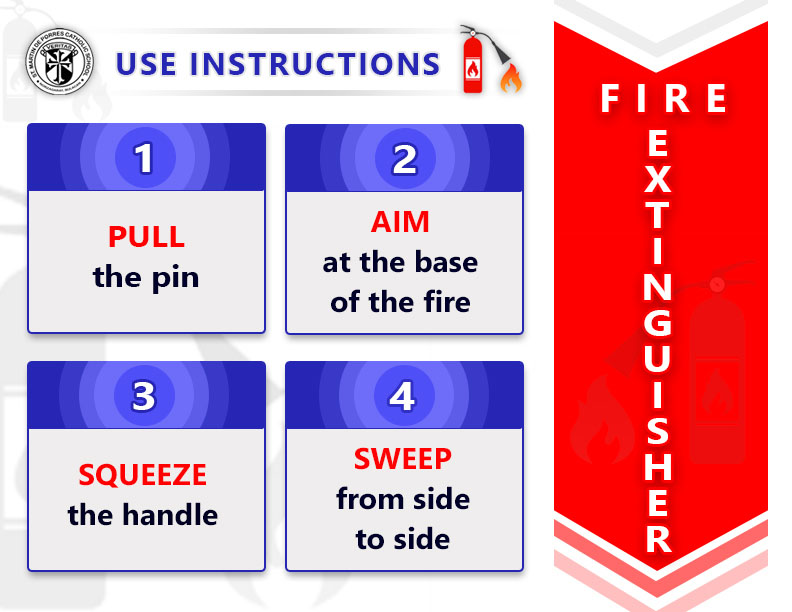 ST. MARTIN DE PORRES CATHOLIC SCHOOL
VERITAS
USE INSTRUCTIONS
1
PULL
the pin
2
AIM
at the base
of the fire
3
SQUEEZE
the handle
4
SWEEP
from side
to side
FIRE
EXTINGUISHER